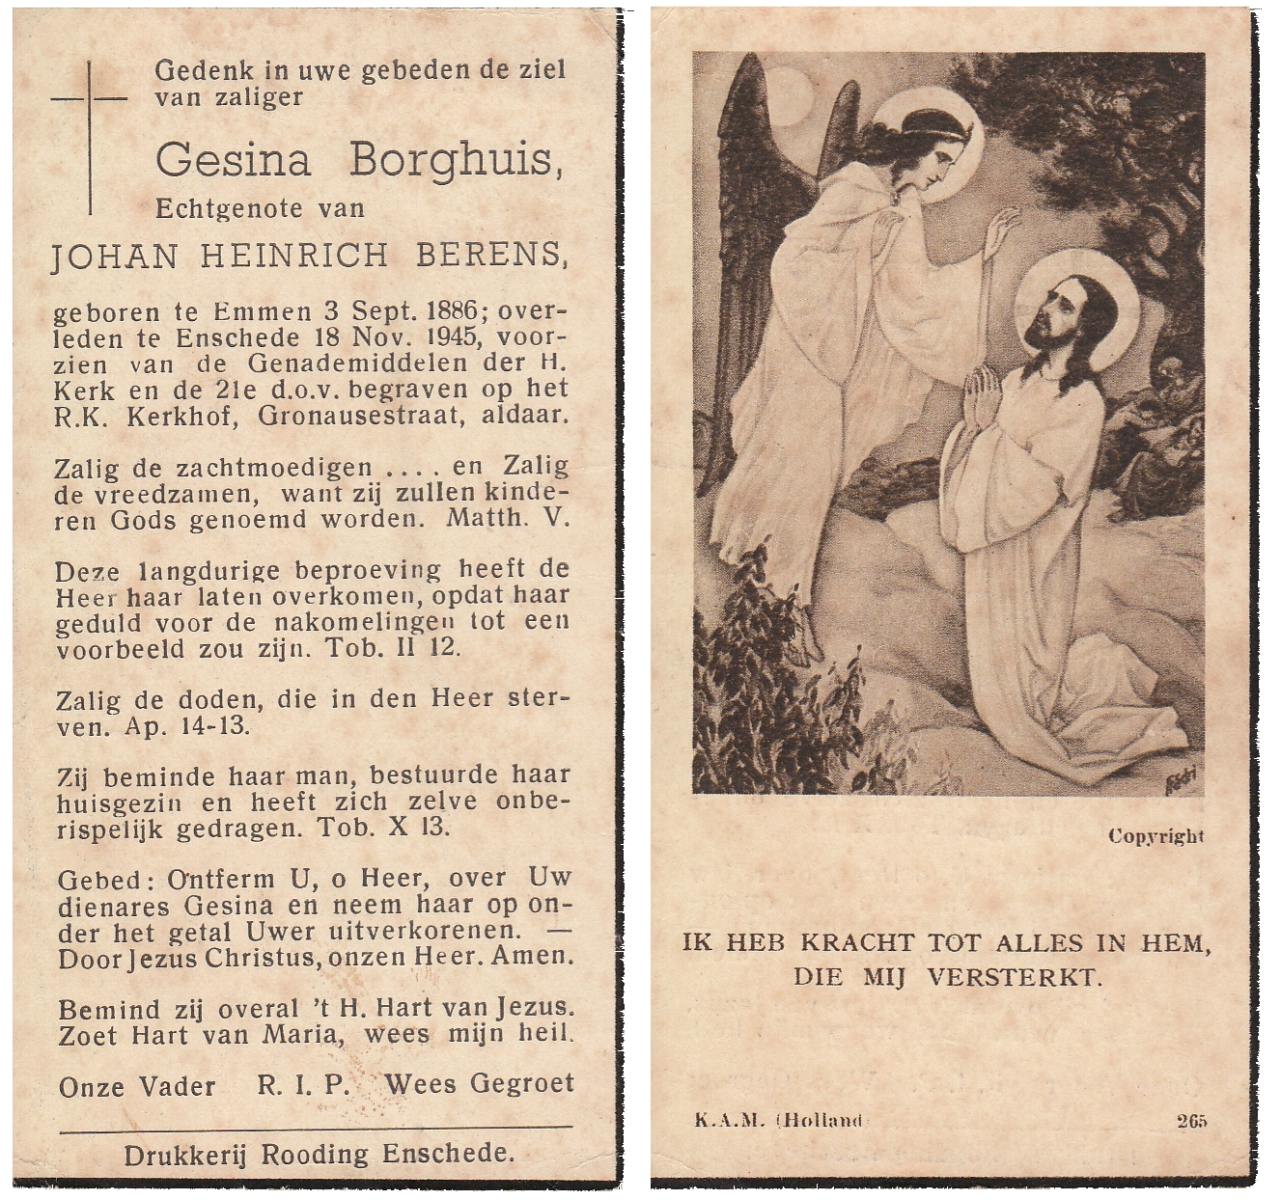 Gedenk in uwe gebeden de ziel
van zaliger
Gesina Borghuis,
Echtgenote van
JOHAN HEINRICH BERENS,
geboren te Emmen 3 Sept. 1886; over-
leden te Enschede 18 Nov. 1945, voor-
zien van de Genademiddelen der H.
Kerk en de 21e d.o.v. begraven op het
R.K. Kerkhof, Gronausestraat, aldaar.
Zalig de zachtmoedigen .... en Zalig
de vreedzamen, want zij zullen kinde-
ren Gods genoemd worden. Matth. V.
Deze langdurige beproeving heeft de
Heer haar laten overkomen, opdat haar
geduld voor de nakomelingen tot een
voorbeeld zou zijn. Tob. II 12.
Zalig de doden, die in den Heer ster-
ven. Ap. 14-13.
Zij beminde haar man, bestuurde haar
huisgezin en heeft zich zelve onbe-
rispelijk gedragen. Tob. X 13.
Gebed: Ontferm U, o Heer, over Uw
dienares Gesina en neem haar op on-
der het getal Uwer uitverkorenen. —
Door Jezus Christus, onzen Heer. Amen.
Bemind zij overal 't H. Hart van Jezus.
Zoet Hart van Maria, wees mijn heil.
Onze Vader R. I. P. Wees Gegroet
Drukkerij Rooding Enschede.
Rédri
Copyright
IK HEB KRACHT TOT ALLES IN HEM,
DIE MIJ VERSTERKT.
K.A.M. (Holland)
265